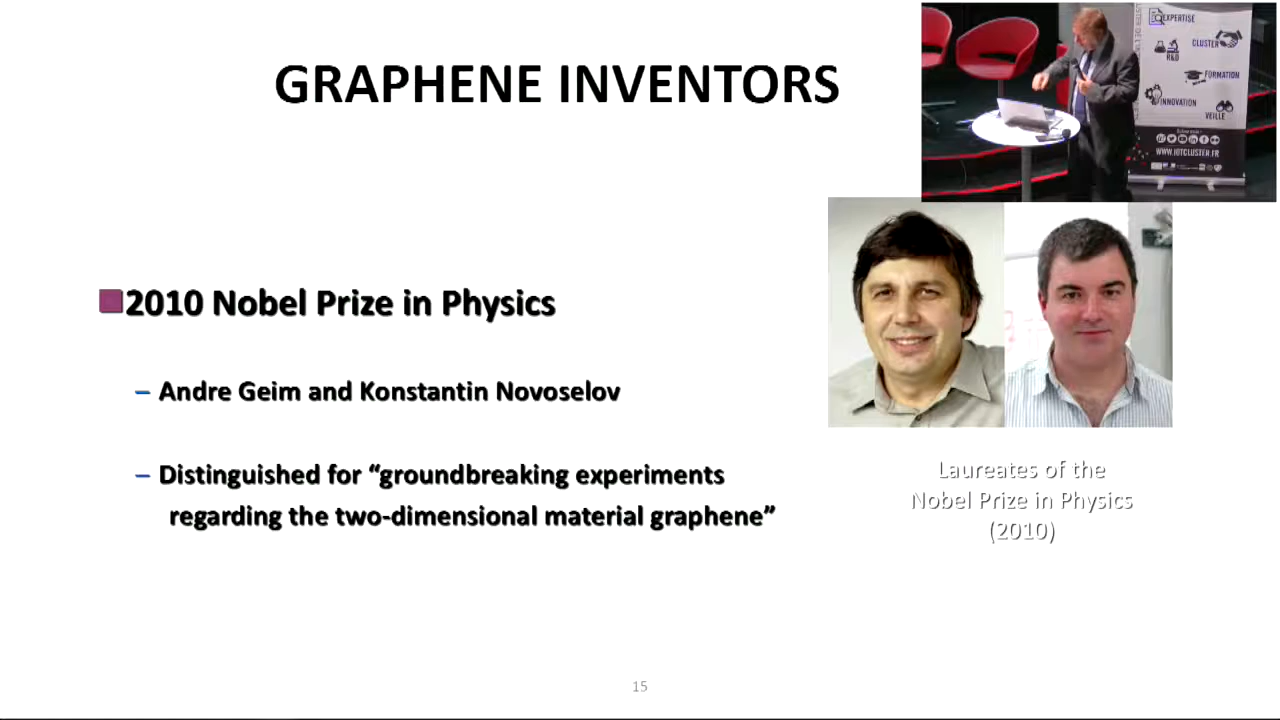 GRAPHENE INVENTORS
EXPERTISE
CLUSTER
R&D
FORMATION
INNOVATION
VEILLE
WWW.IOTCLUSTER.FR
2010 Nobel Prize in Physics
– Andre Geim and Konstantin Novoselov
– Distinguished for “groundbreaking experiments
regarding the two-dimensional material graphene”
Laureates of the
Nobel Prize in Physics
(2010)
15